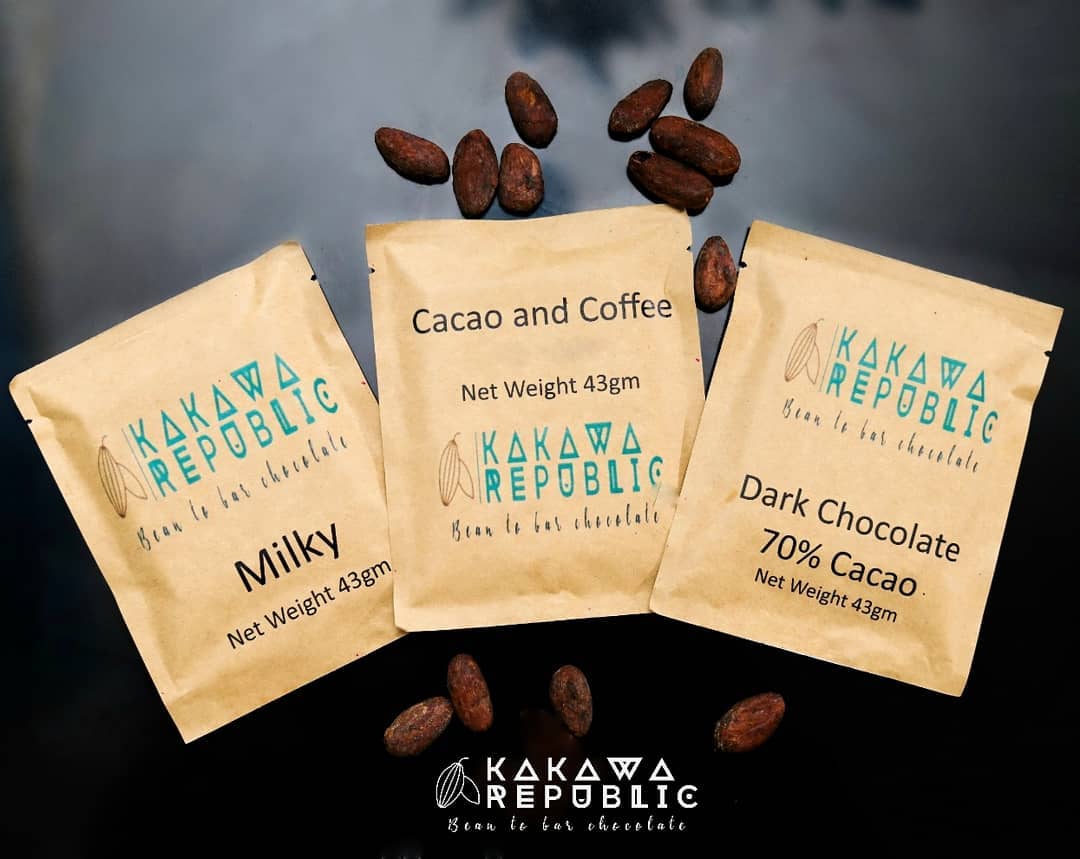 KAKAWA
REPUBLIC
Bean to bar chocolate
Milky
Net Weight 43gm
Cacao and Coffee
Net Weight 43gm
KAKAWA
REPUBLIC
Bean to bar chocolate
KAKAWA
REPUBLIC
Bean to bar chocolate
Dark Chocolate
70% Cacao
Net Weight 43gm
KAKAWA
REPUBLIC
Bean to bar chocolate